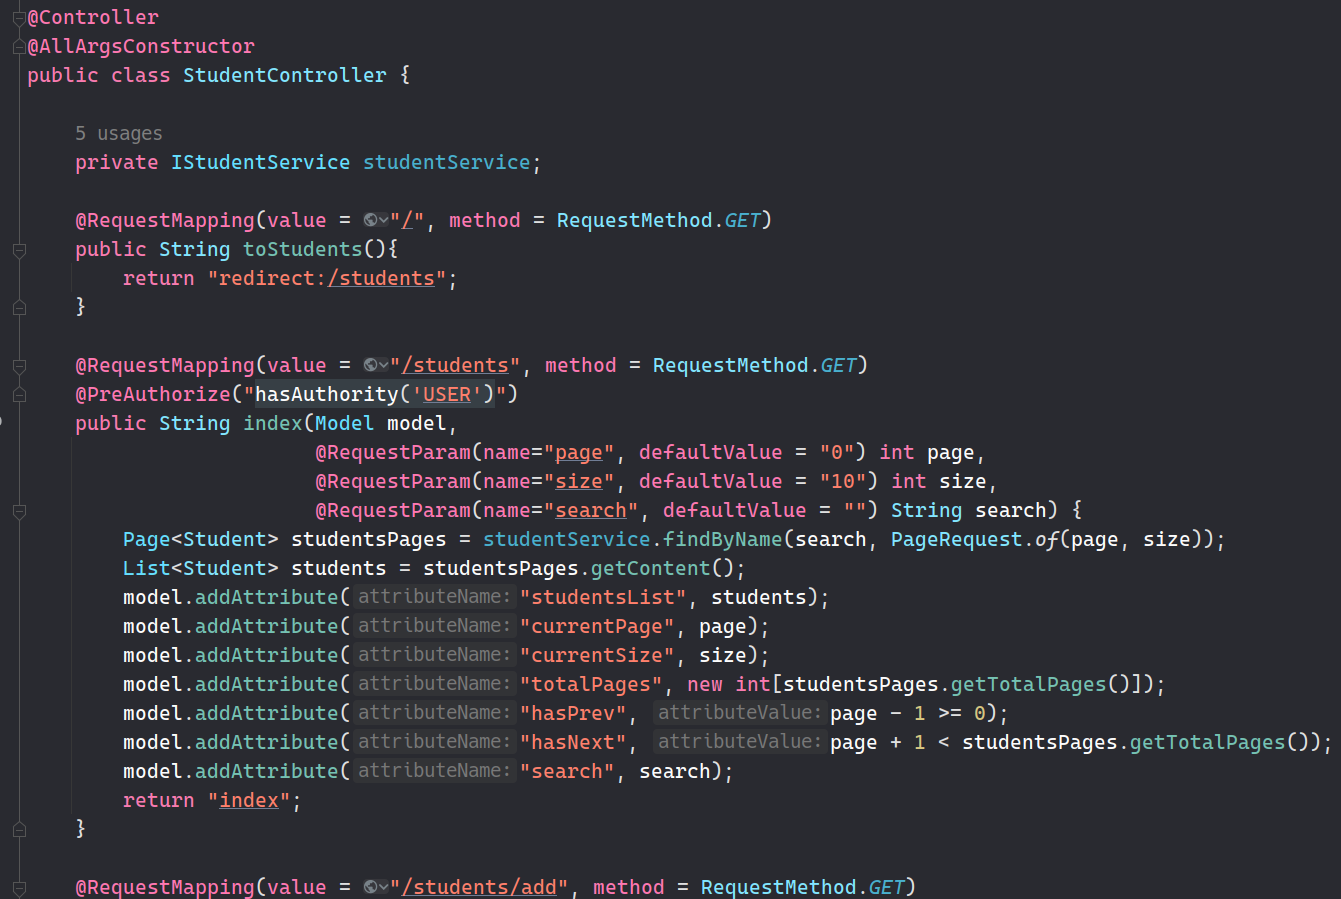 @Controller
@AllArgsConstructor
public class StudentController {
5 usages
private IStudentService studentService;
@RequestMapping(value = "/", method = RequestMethod.GET)
public String toStudents(){
return "redirect:/students";
}
@RequestMapping(value = "/students", method = RequestMethod.GET)
@PreAuthorize("hasAuthority('USER')")
public String index(Model model,
@RequestParam(name="page", defaultValue = "0") int page,
@RequestParam(name="size", defaultValue = "10") int size,
@RequestParam(name="search", defaultValue = "") String search) {
Page<Student> studentsPages = studentService.findByName(search, PageRequest.of(page, size));
List<Student> students = studentsPages.getContent();
model.addAttribute( attributeName: "studentsList", students);
model.addAttribute( attributeName: "currentPage", page);
model.addAttribute( attributeName: "currentSize", size);
model.addAttribute( attributeName: "totalPages", new int[studentsPages.getTotalPages()]);
model.addAttribute( attributeName: "hasPrev", attributeValue: page - 1 >= 0);
model.addAttribute( attributeName: "hasNext", attributeValue: page + 1 < studentsPages.getTotalPages());
model.addAttribute( attributeName: "search", search);
return "index";
}
@RequestMapping(value = "/students/add", method = RequestMethod.GET)